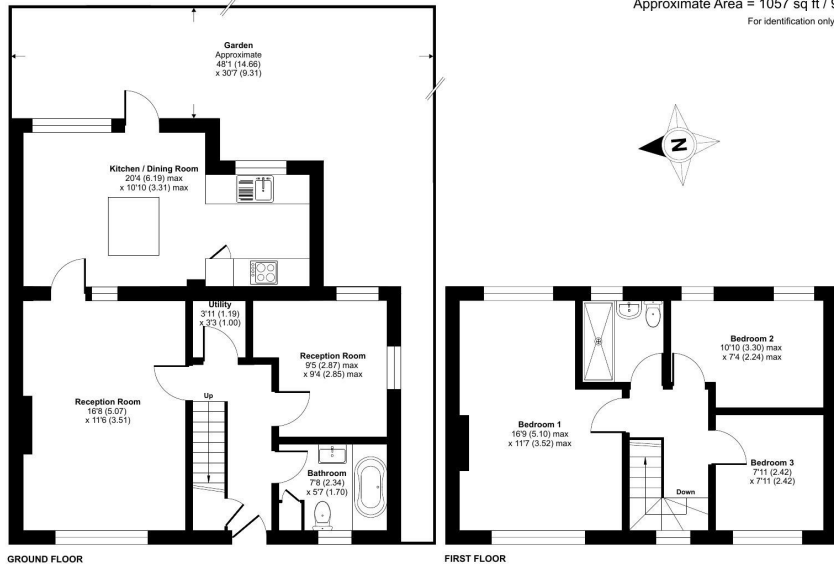 Approximate Area = 1057 sq ft / 9
For identification only
Garden
Approximate
48'1 (14.66)
x 30'7 (9.31)
N
Kitchen / Dining Room
20'4 (6.19) max
x 10'10 (3.31) max
Utility
3'11 (1.19)
x 3'3 (1.00)
Reception Room
9'5 (2.87) max
x 9'4 (2.85) max
Up
Reception Room
16'8 (5.07)
x 11'6 (3.51)
Bathroom
7'8 (2.34)
x 5'7 (1.70)
GROUND FLOOR
Bedroom 2
10'10 (3.30) max
x 7'4 (2.24) max
Bedroom 1
16'9 (5.10) max
x 11'7 (3.52) max
Bedroom 3
7'11 (2.42)
x 7'11 (2.42)
Down
FIRST FLOOR